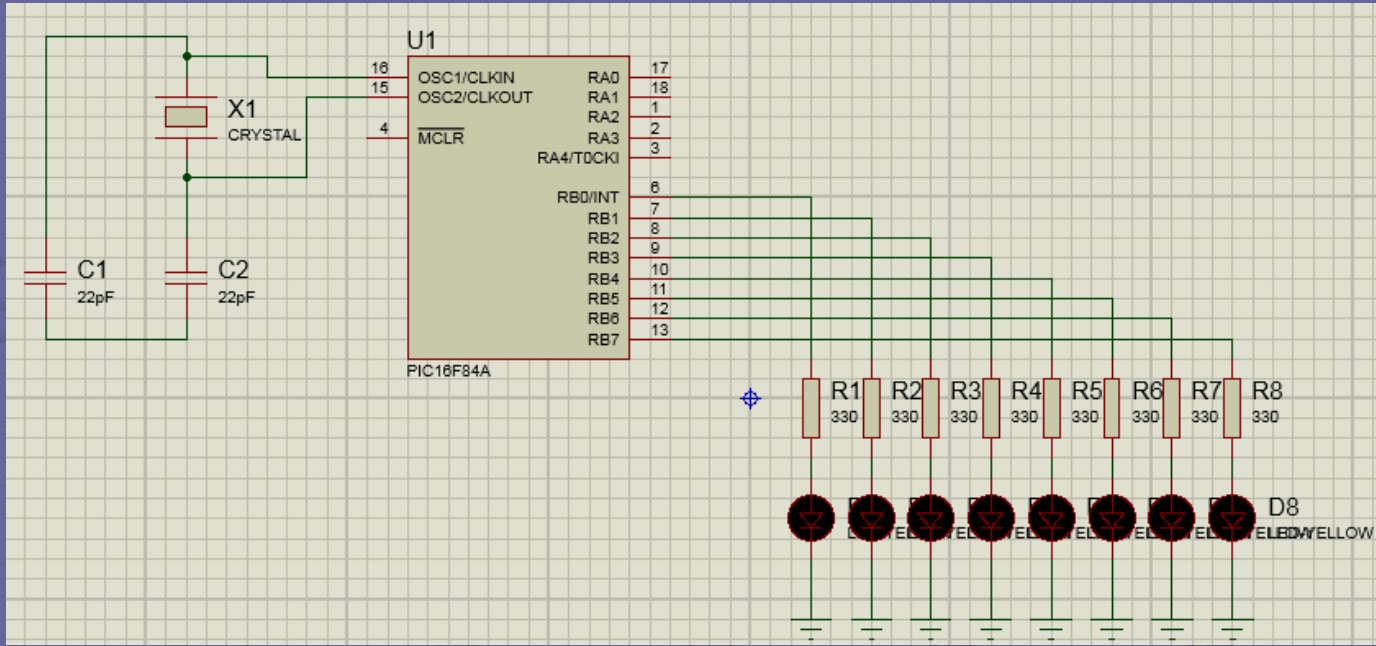 U1
16
OSC1/CLKIN
RA0
17
15
OSC2/CLKOUT
RA1
18
RA2
1
4
MCLR
RA3
2
RA4/T0CKI
3
X1
CRYSTAL
RB0/INT
6
RB1
7
RB2
8
RB3
9
RB4
10
RB5
11
RB6
12
RB7
13
C1
22pF
C2
22pF
PIC16F84A
R1
330
R2
330
R3
330
R4
330
R5
330
R6
330
R7
330
R8
330
D8
LED-YELLOW